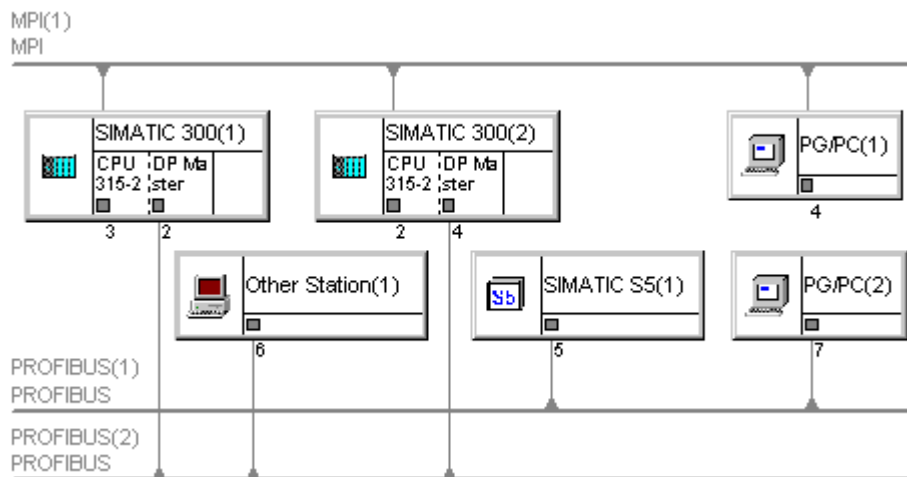 MPI(1)
MPI
SIMATIC 300(1)
CPU 315-2
DP Ma ster
3
2
SIMATIC 300(2)
CPU 315-2
DP Ma ster
2
4
PG/PC(1)
4
Other Station(1)
6
S5
SIMATIC S5(1)
5
PG/PC(2)
7
PROFIBUS(1)
PROFIBUS
PROFIBUS(2)
PROFIBUS